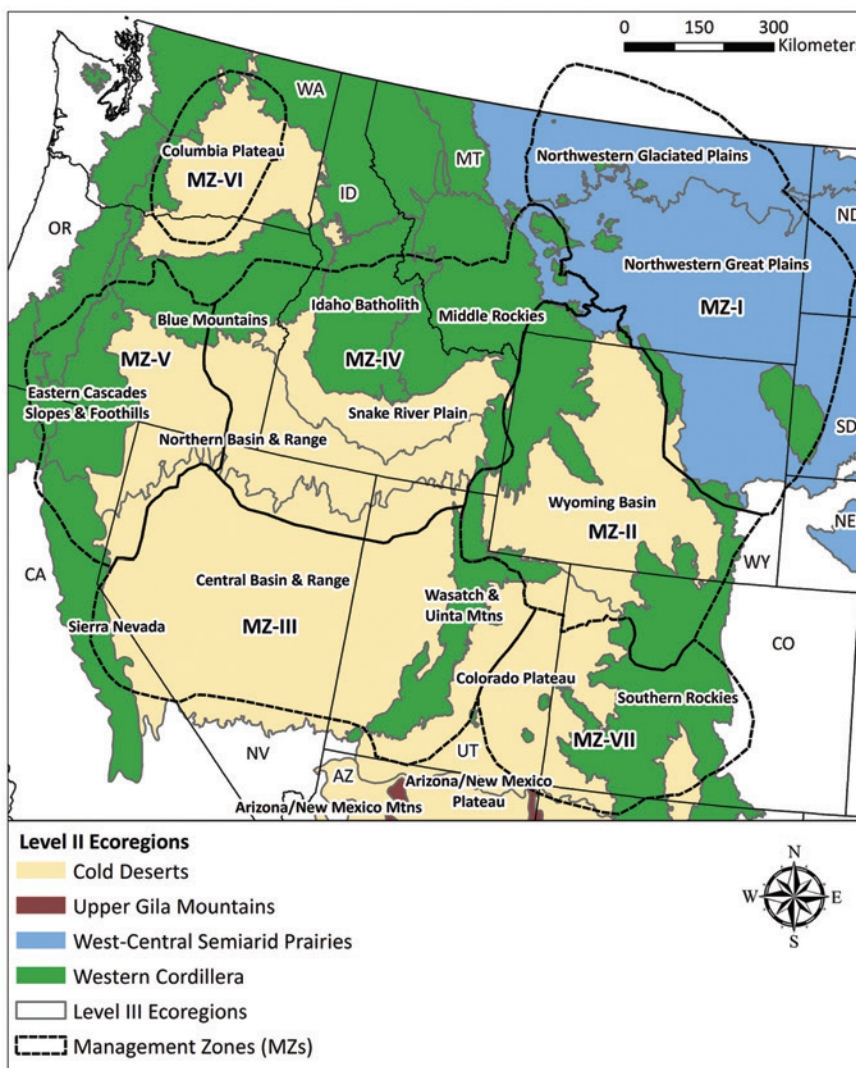 0 150 300
Kilometers
WA
Columbia Plateau
MZ-VI
MT
Northwestern Glaciated Plains
ID
ND
OR
Northwestern Great Plains
MZ-I
Idaho Batholith
Middle Rockies
Blue Mountains
MZ-V
MZ-IV
Eastern Cascades
Slopes & Foothills
Snake River Plain
SD
Northern Basin & Range
Wyoming Basin
NE
MZ-II
WY
CA
Central Basin & Range
Wasatch &
Uinta Mtns
Sierra Nevada
MZ-III
CO
Colorado Plateau
Southern Rockies
MZ-VII
NV
UT
AZ
Arizona/New Mexico
Plateau
Arizona/New Mexico Mtns
Level II Ecoregions
Cold Deserts
Upper Gila Mountains
West-Central Semiarid Prairies
Western Cordillera
Level III Ecoregions
Management Zones (MZs)
N
W E
S